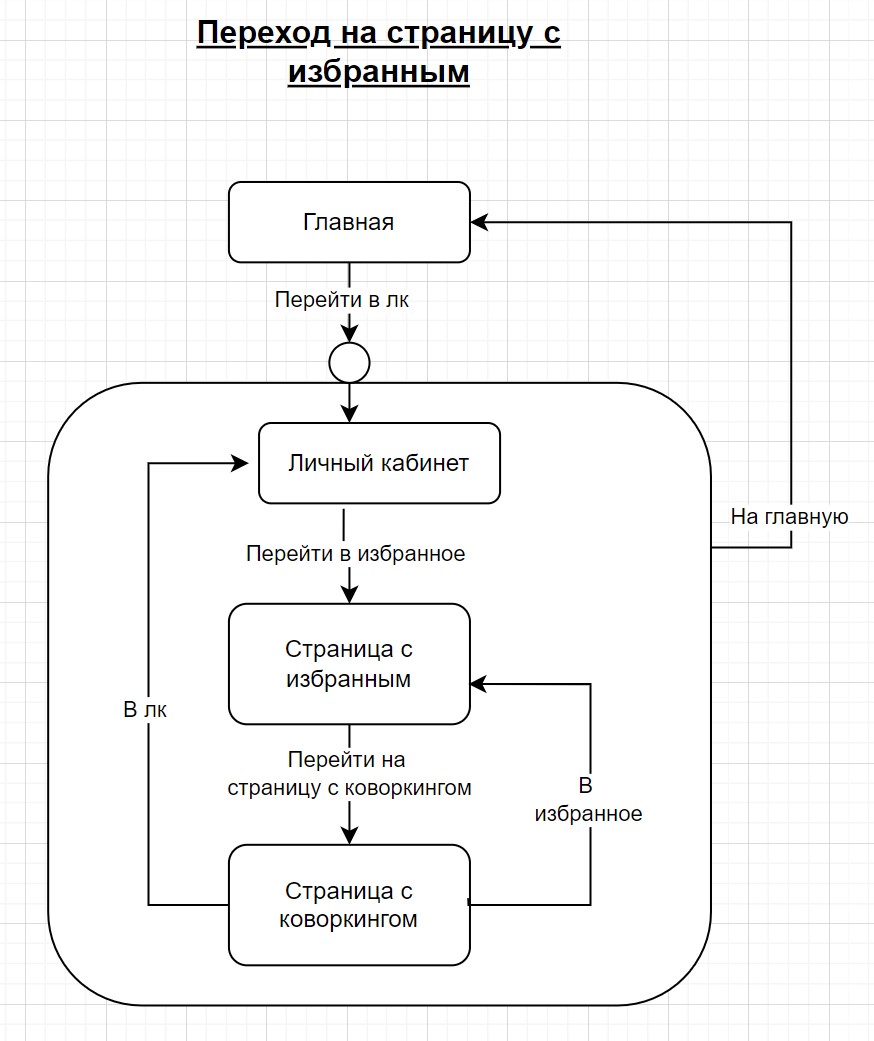 Переход на страницу с
избранным
Главная
Перейти в лк
Личный кабинет
На главную
Перейти в избранное
Страница с
избранным
В лк
Перейти на
страницу с коворкингом
В
избранное
Страница с
коворкингом